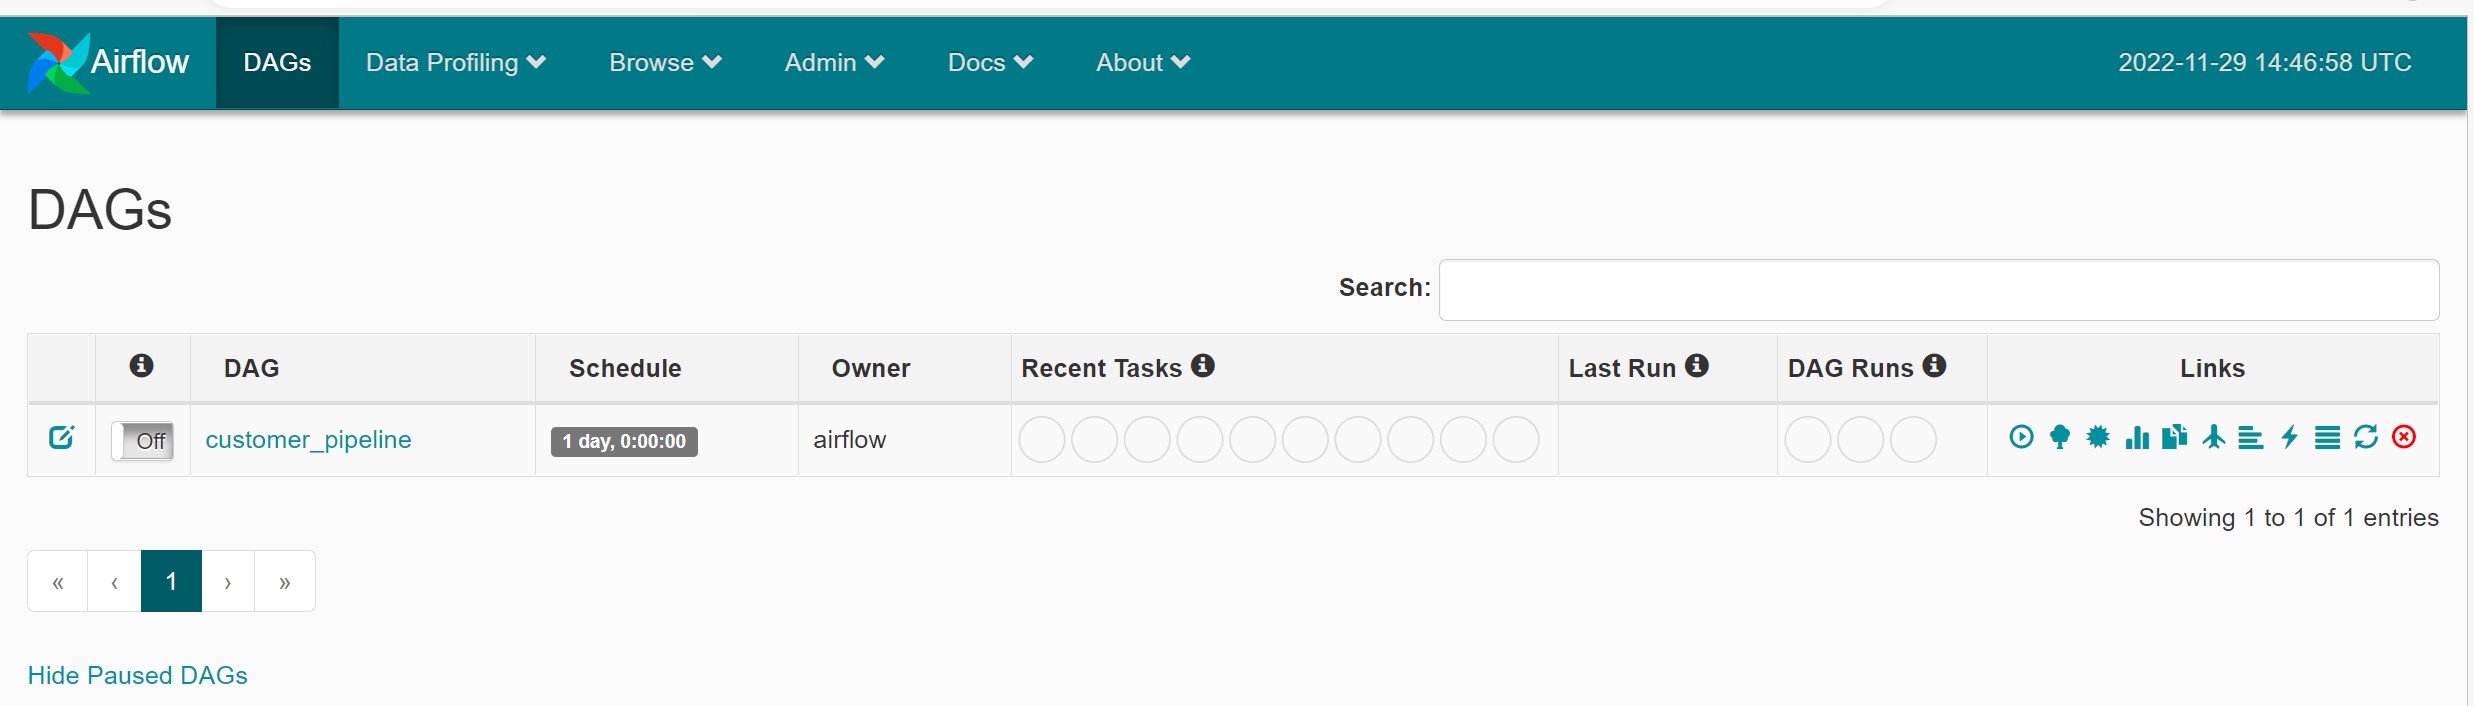 Airflow DAGs Data Profiling Browse Admin Docs About 2022-11-29 14:46:58 UTC
DAGs
Search:
DAG Schedule Owner Recent Tasks Last Run DAG Runs Links
Off customer_pipeline 1 day, 0:00:00 airflow
Showing 1 to 1 of 1 entries
« ‹ 1 › »
Hide Paused DAGs